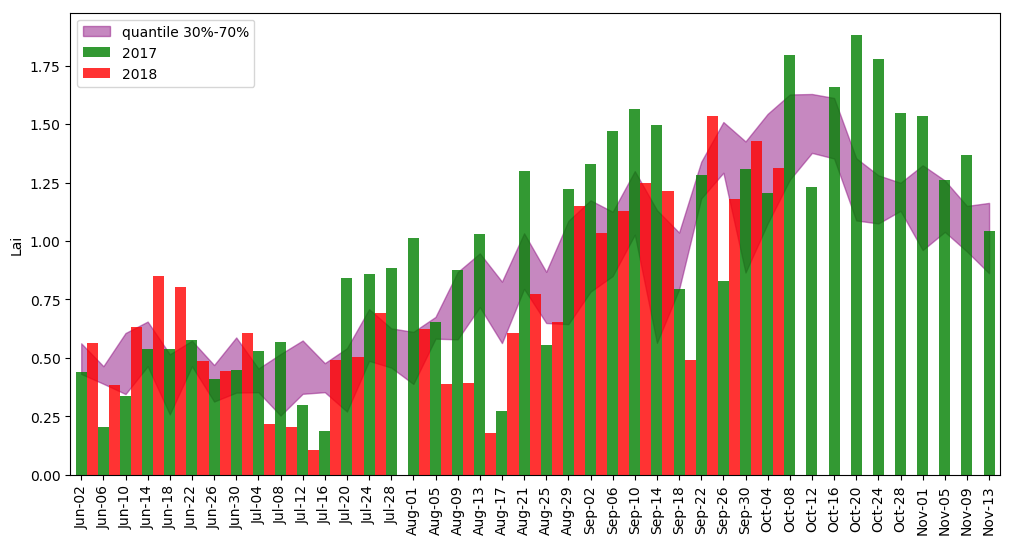 quantile 30%-70%
2017
2018
1.75
1.50
1.25
1.00
0.75
0.50
0.25
0.00
Lai
Jun-02
Jun-06
Jun-10
Jun-14
Jun-18
Jun-22
Jun-26
Jun-30
Jul-04
Jul-08
Jul-12
Jul-16
Jul-20
Jul-24
Jul-28
Aug-01
Aug-05
Aug-09
Aug-13
Aug-17
Aug-21
Aug-25
Aug-29
Sep-02
Sep-06
Sep-10
Sep-14
Sep-18
Sep-22
Sep-26
Sep-30
Oct-04
Oct-08
Oct-12
Oct-16
Oct-20
Oct-24
Oct-28
Nov-01
Nov-05
Nov-09
Nov-13